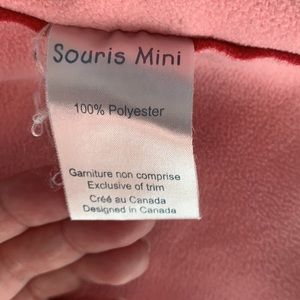 Souris Mini
100% Polyester
Garniture non comprise
Exclusive of trim
Créé au Canada
Designed in Canada